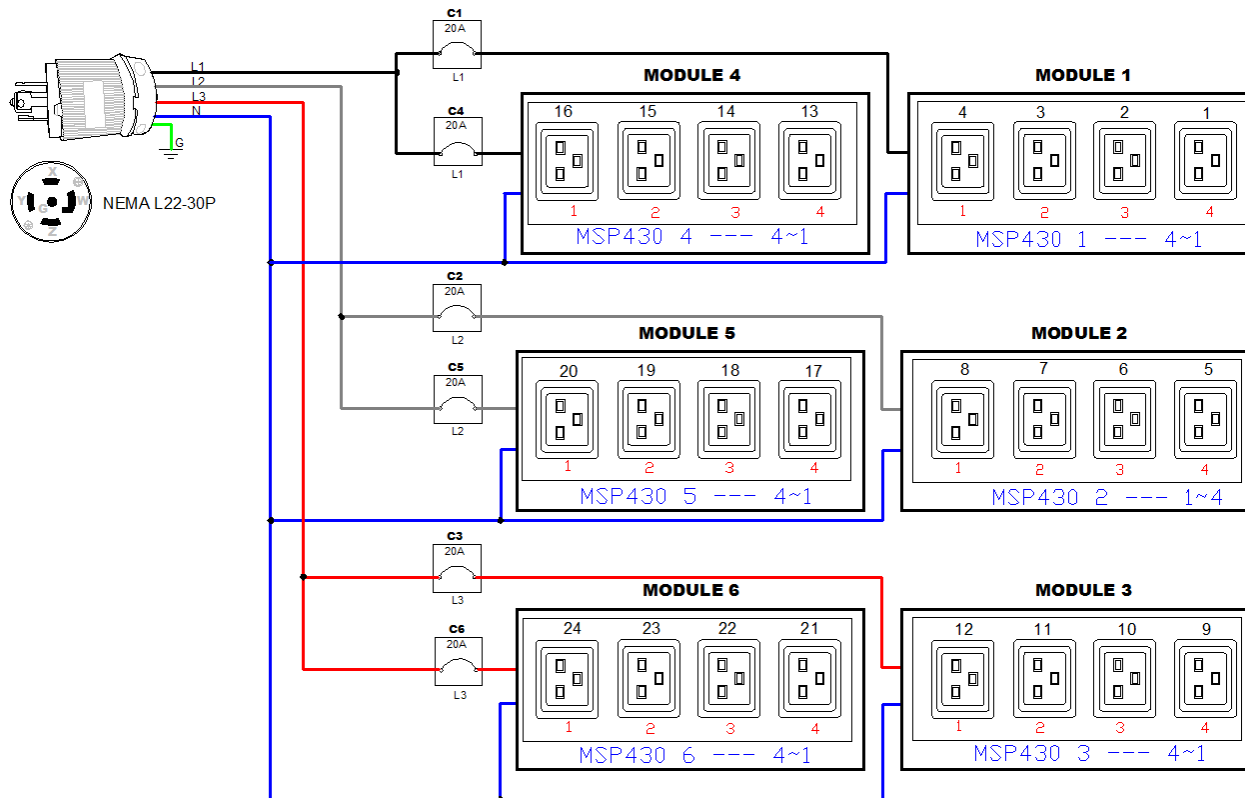 C1
20A
L1
L1
L2
L3
N
G
C4
20A
L1
NEMA L22-30P
X
Y
W
G
Z
MODULE 4
16 15 14 13
1 2 3 4
MSP430 4 --- 4~1
MODULE 1
4 3 2 1
1 2 3 4
MSP430 1 --- 4~1
C2
20A
L2
C5
20A
L2
MODULE 5
20 19 18 17
1 2 3 4
MSP430 5 --- 4~1
MODULE 2
8 7 6 5
1 2 3 4
MSP430 2 --- 1~4
C3
20A
L3
C6
20A
L3
MODULE 6
24 23 22 21
1 2 3 4
MSP430 6 --- 4~1
MODULE 3
12 11 10 9
1 2 3 4
MSP430 3 --- 4~1